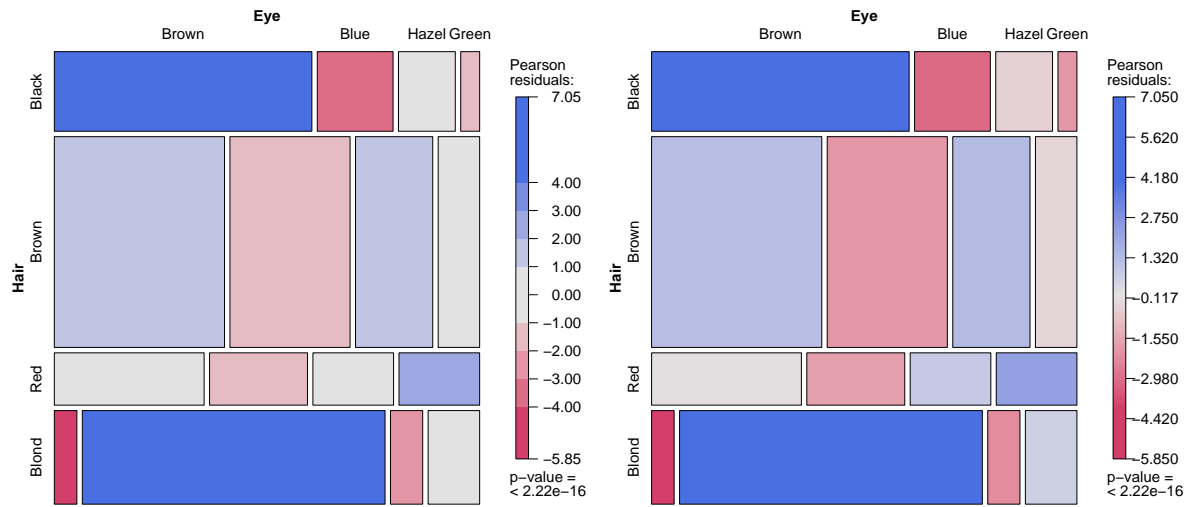 Eye
Brown Blue Hazel Green
Hair
Black
Brown
Red
Blond
Pearson
residuals:
7.05
4.00
3.00
2.00
1.00
0.00
−1.00
−2.00
−3.00
−4.00
−5.85
p−value =
< 2.22e−16
Eye
Brown Blue Hazel Green
Hair
Black
Brown
Red
Blond
Pearson
residuals:
7.050
5.620
4.180
2.750
1.320
−0.117
−1.550
−2.980
−4.420
−5.850
p−value =
< 2.22e−16